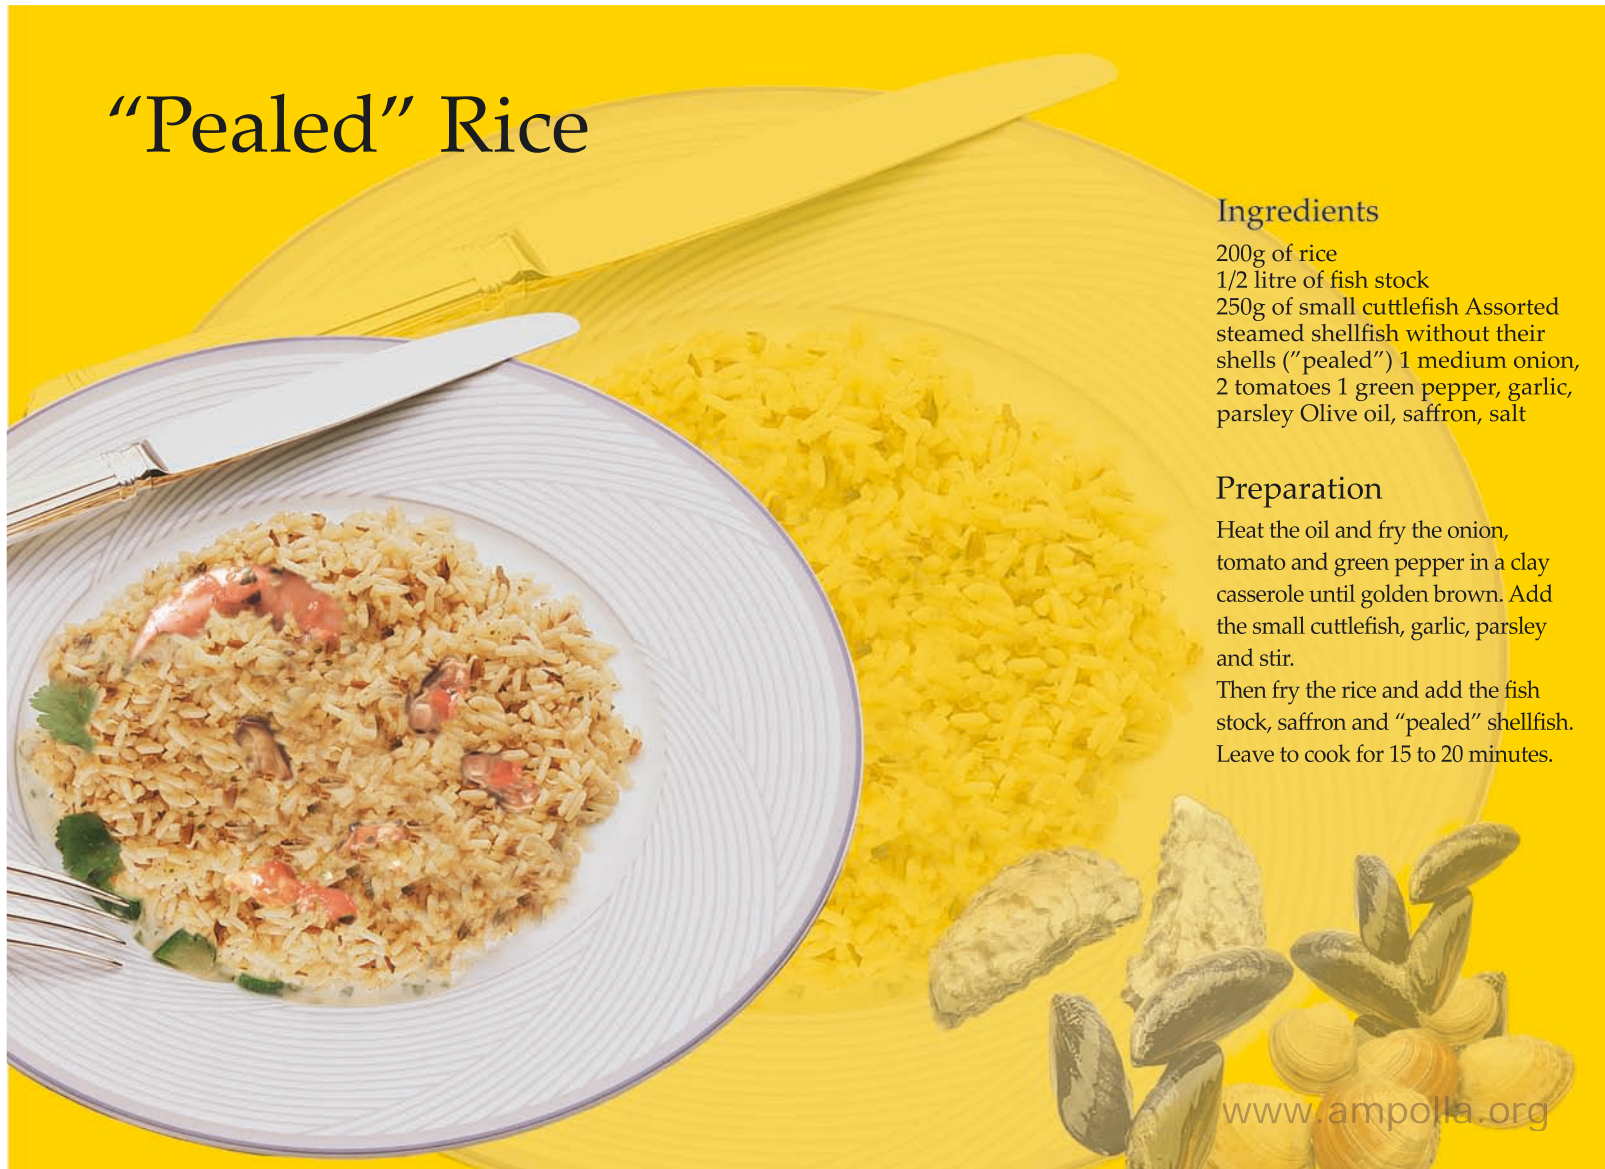 “Pealed” Rice
Ingredients
200g of rice
1/2 litre of fish stock
250g of small cuttlefish Assorted
steamed shellfish without their
shells (”pealed”) 1 medium onion,
2 tomatoes 1 green pepper, garlic,
parsley Olive oil, saffron, salt
Preparation
Heat the oil and fry the onion,
tomato and green pepper in a clay
casserole until golden brown. Add
the small cuttlefish, garlic, parsley
and stir.
Then fry the rice and add the fish
stock, saffron and “pealed” shellfish.
Leave to cook for 15 to 20 minutes.
www.ampolla.org